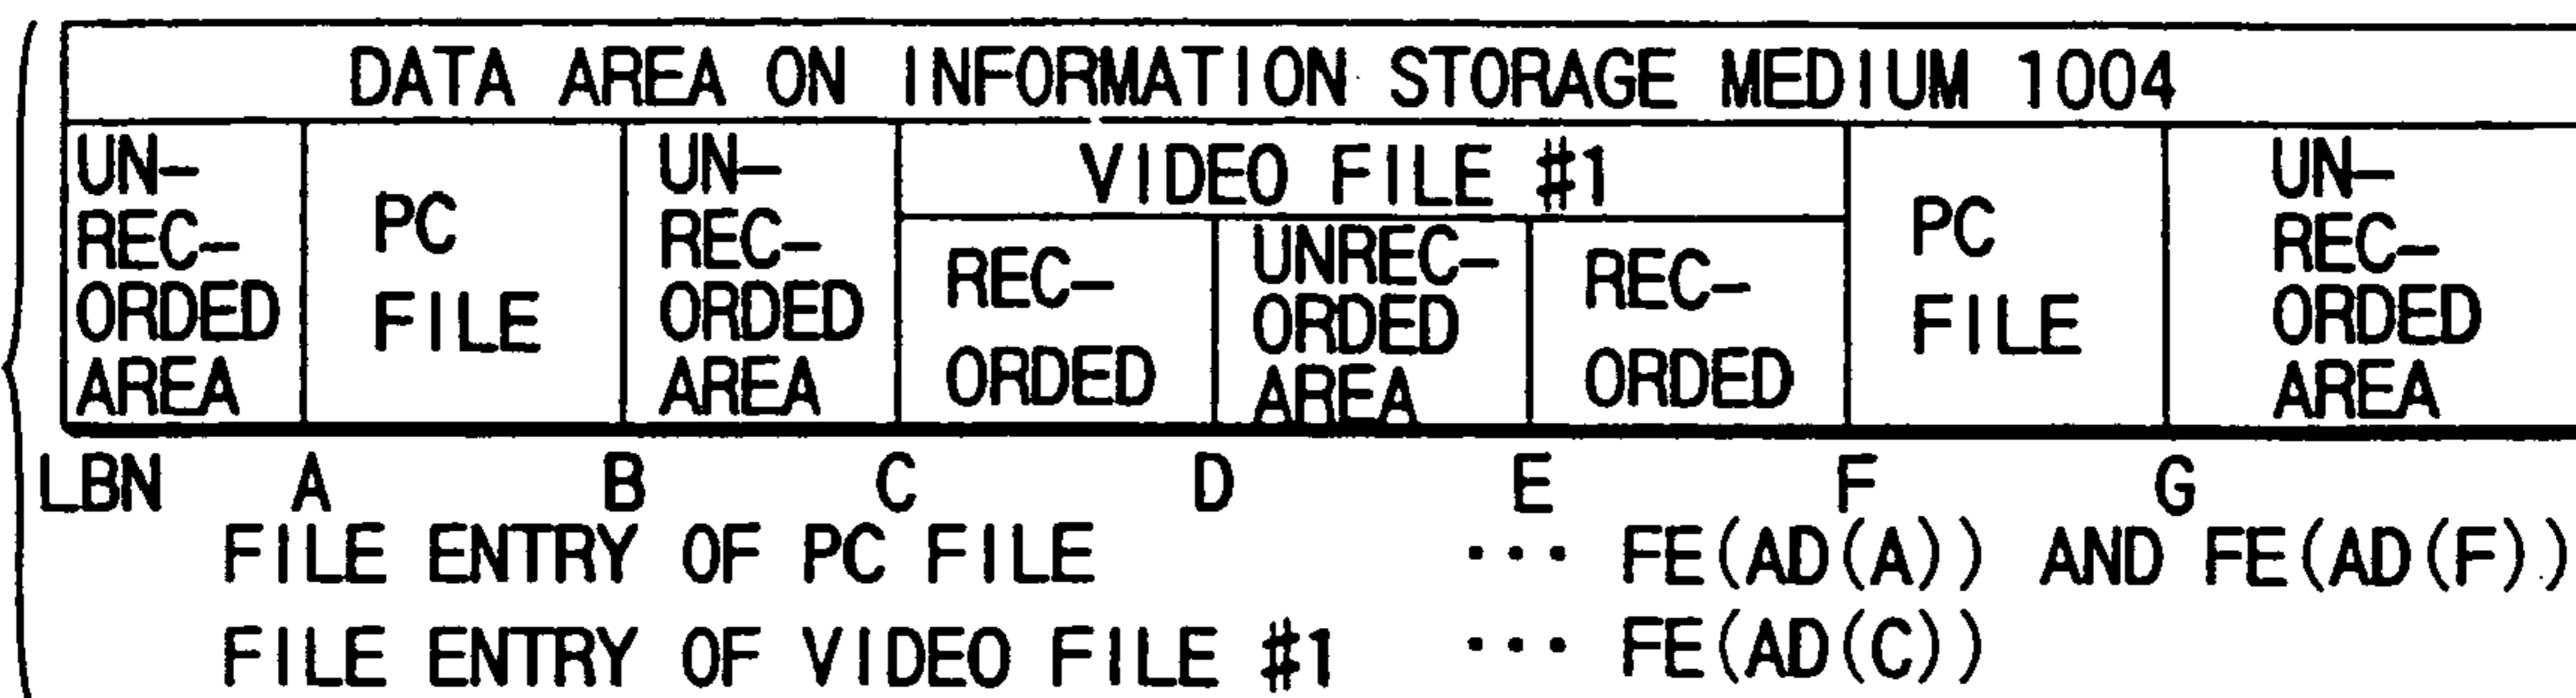 DATA AREA ON INFORMATION STORAGE MEDIUM 1004
UN-
REC-
ORDED
AREA
PC
FILE
UN-
REC-
ORDED
AREA
VIDEO FILE #1
REC-
ORDED
UNREC-
ORDED
AREA
REC-
ORDED
PC
FILE
UN-
REC-
ORDED
AREA
LBN A B C D E F G
FILE ENTRY OF PC FILE ··· FE(AD(A)) AND FE(AD(F))
FILE ENTRY OF VIDEO FILE #1 ··· FE(AD(C))